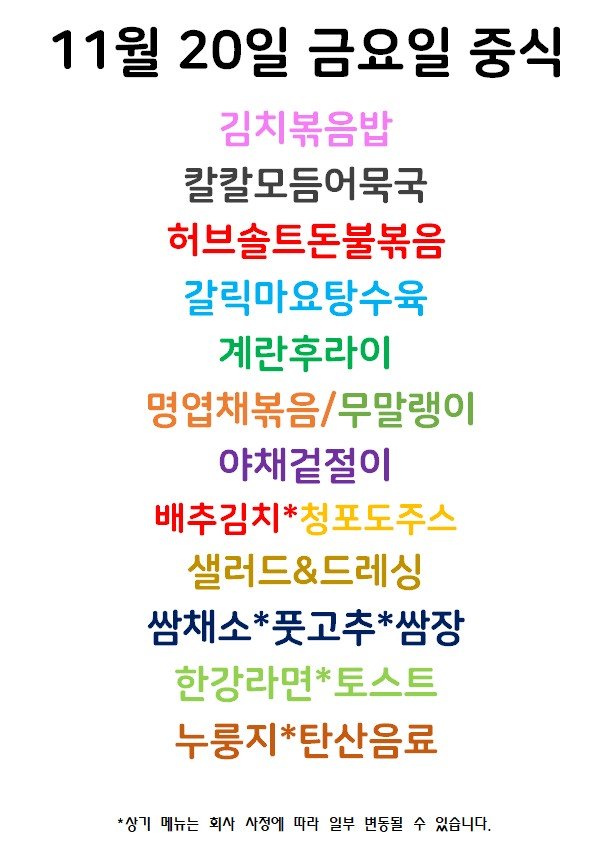 11월 20일 금요일 중식
김치볶음밥
칼칼모듬어묵국
허브솔트돈불볶음
갈릭마요탕수육
계란후라이
명엽채볶음/무말랭이
야채겉절이
배추김치*청포도주스
샐러드&드레싱
쌈채소*풋고추*쌈장
한강라면*토스트
누룽지*탄산음료
*상기 메뉴는 회사 사정에 따라 일부 변동될 수 있습니다.